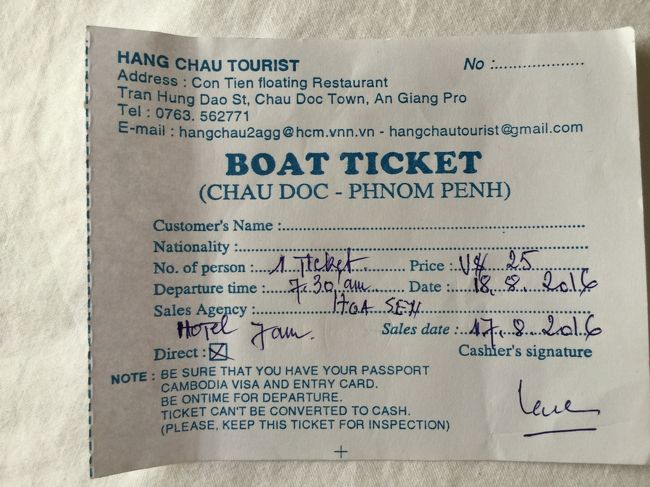 HANG CHAU TOURIST No :...................
Address : Con Tien floating Restaurant
Tran Hung Dao St, Chau Doc Town, An Giang Pro
Tel : 0763. 562771
E-mail : hangchau2agg@hcm.vnn.vn - hangchautourist@gmail.com
BOAT TICKET
(CHAU DOC - PHNOM PENH)
Customer's Name :
Nationality :
No. of person : 1 Ticket Price : U$ 25
Departure time : 7.30 am Date : 18.8.2016
Sales Agency :
Hotel 7am. Sales date : 17.8.2016
Direct : Cashier's signature
NOTE : BE SURE THAT YOU HAVE YOUR PASSPORT
CAMBODIA VISA AND ENTRY CARD.
BE ONTIME FOR DEPARTURE.
TICKET CAN'T BE CONVERTED TO CASH.
(PLEASE, KEEP THIS TICKET FOR INSPECTION)